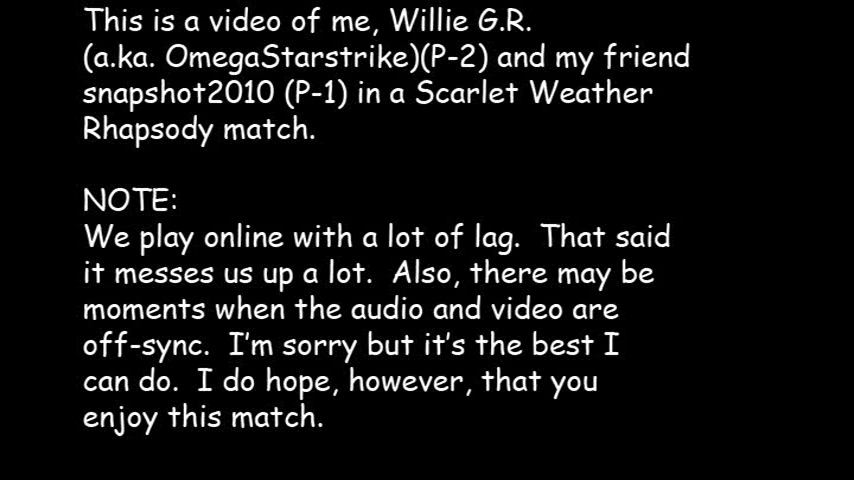 This is a video of me, Willie G.R.
(a.ka. OmegaStarstrike)(P-2) and my friend
snapshot2010 (P-1) in a Scarlet Weather
Rhapsody match.
NOTE:
We play online with a lot of lag.  That said
it messes us up a lot.  Also, there may be
moments when the audio and video are
off-sync.  I'm sorry but it's the best I
can do.  I do hope, however, that you
enjoy this match.